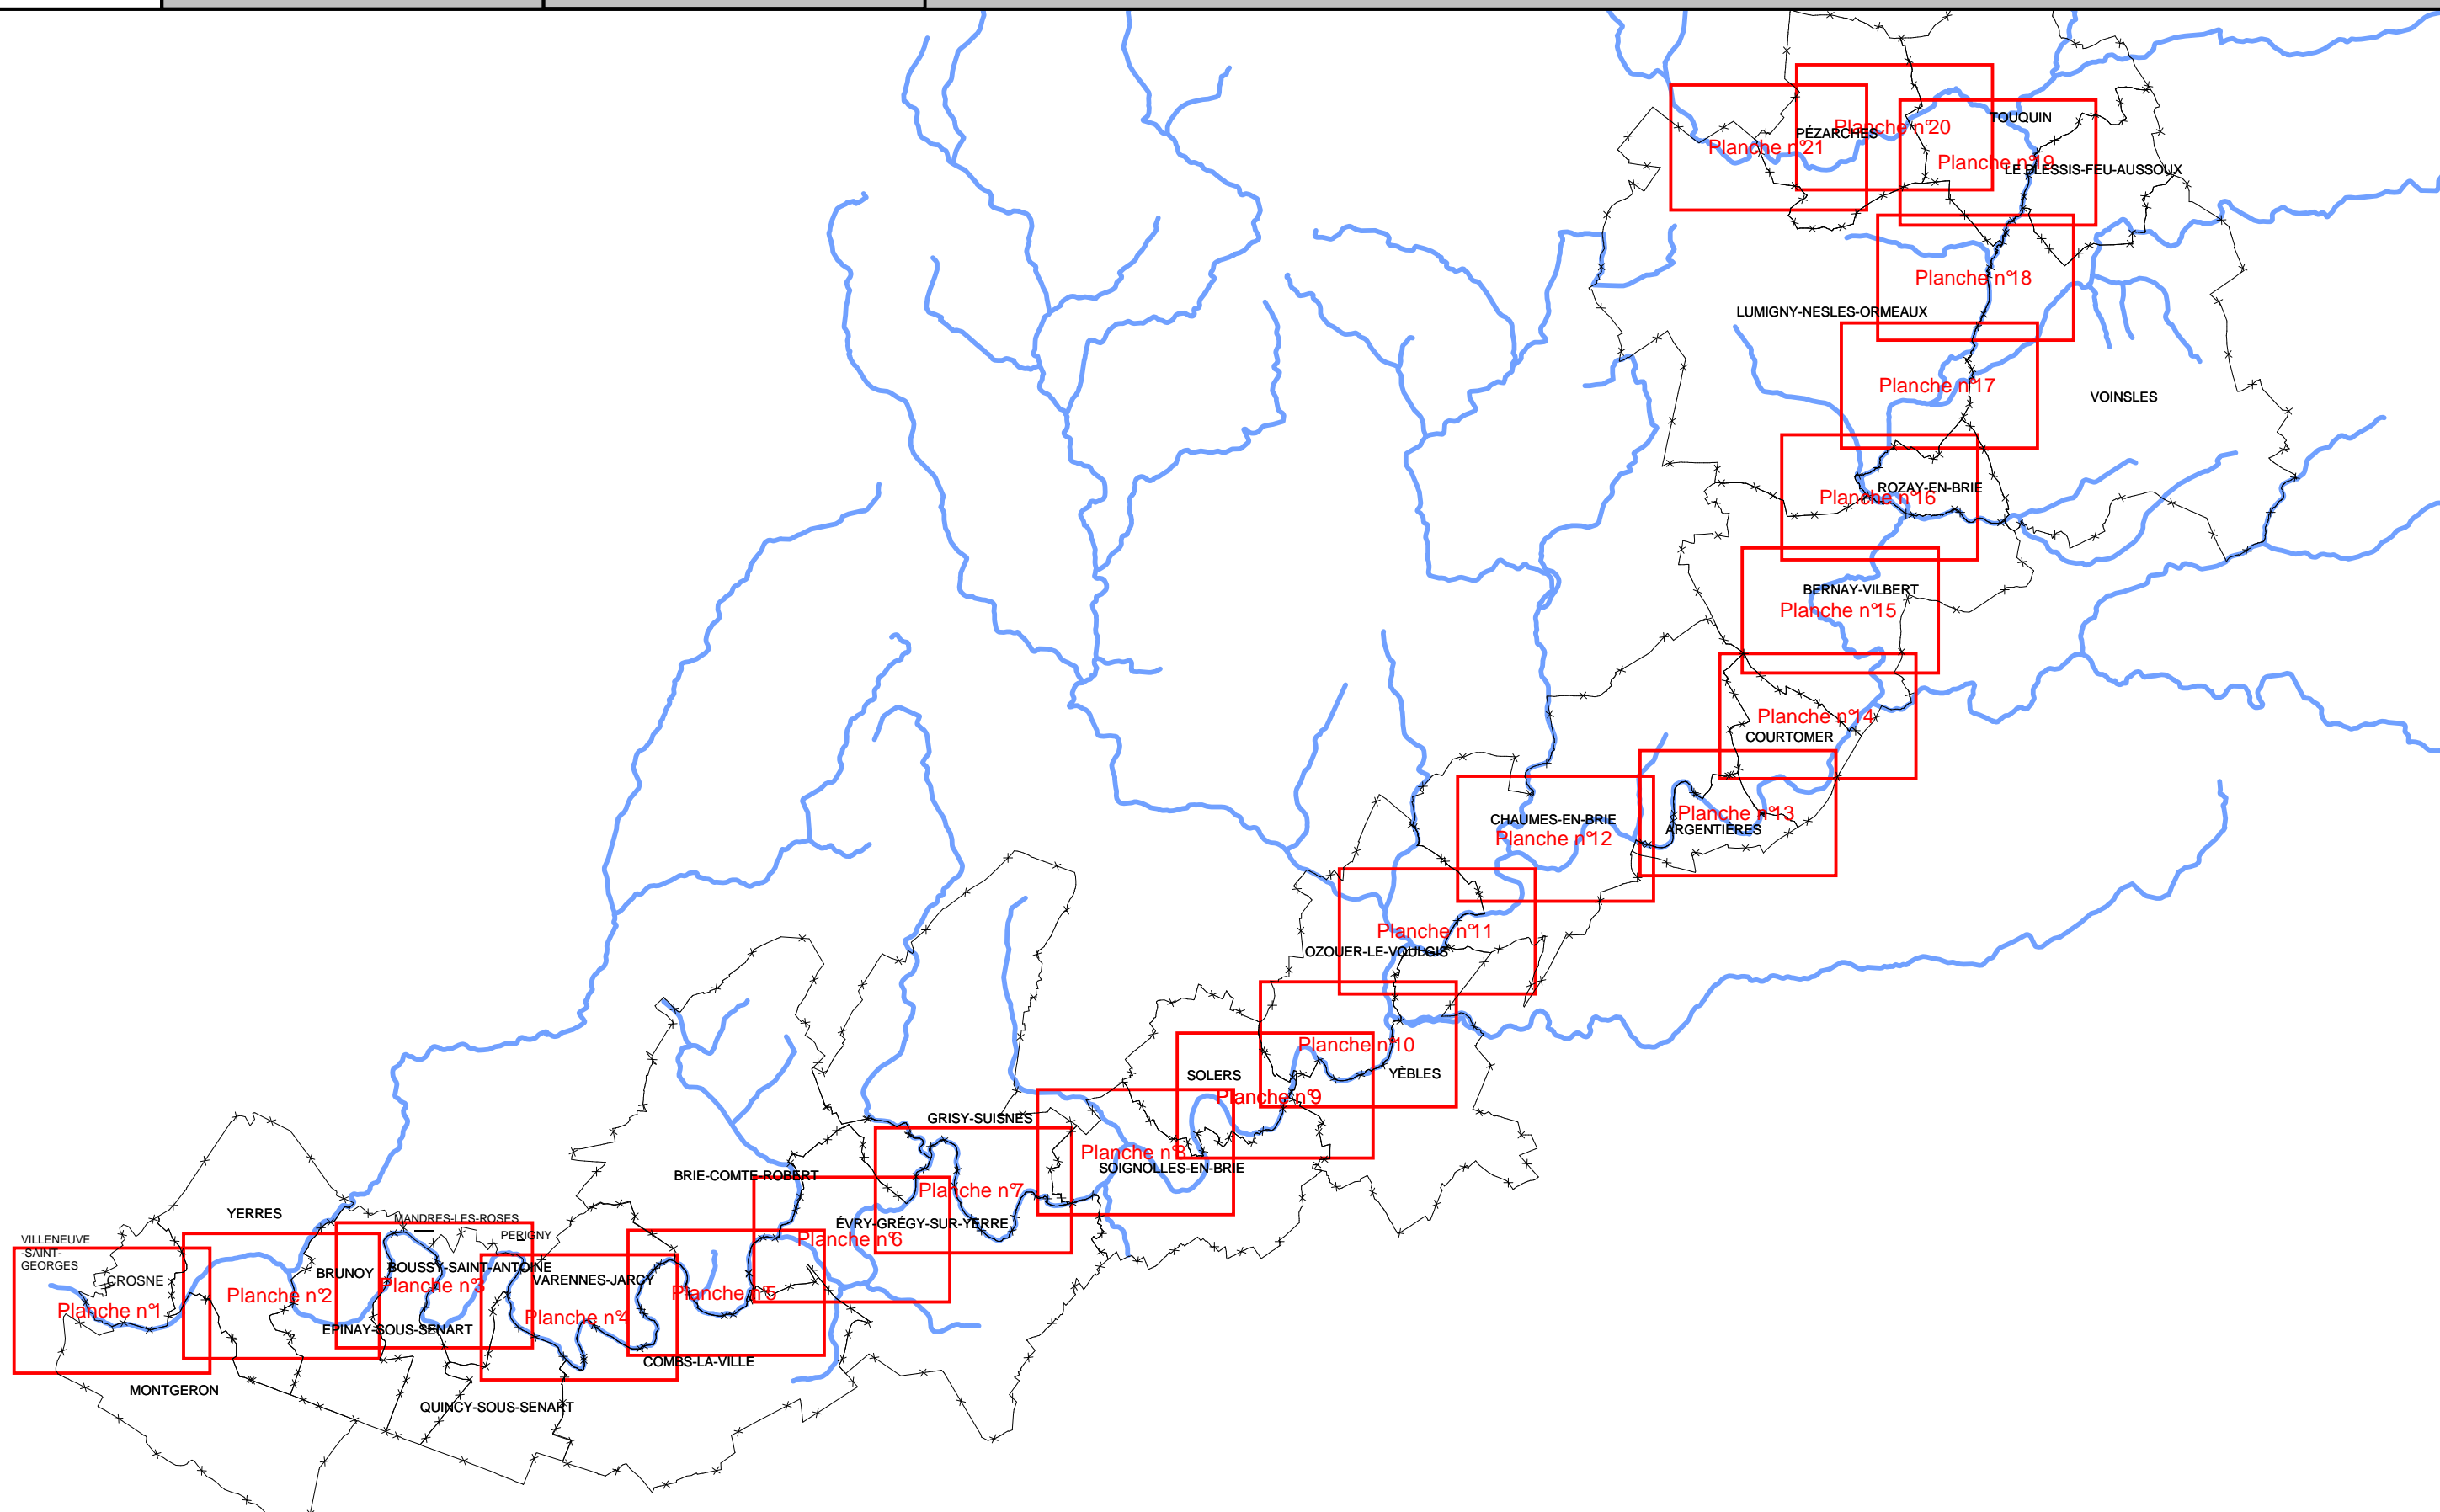 TOUQUIN
Planche n°20
PÉZARCHES
Planche n°21
Planche n°19
LE PLESSIS-FEU-AUSSOUX
Planche n°18
LUMIGNY-NESLES-ORMEAUX
Planche n°17
VOINSLES
ROZAY-EN-BRIE
Planche n°16
BERNAY-VILBERT
Planche n°15
Planche n°14
COURTOMER
Planche n°13
CHAUMES-EN-BRIE
ARGENTIERES
Planche n°12
Planche n°11
OZOUER-LE-VOULGIS
Planche n°10
SOLERS
YÈBLES
Planche n°9
GRISY-SUISNES
Planche n°8
SOIGNOLLES-EN-BRIE
BRIE-COMTE-ROBERT
Planche n°7
YERRES
MANDRES-LES-ROSES
ÉVRY-GRÉGY-SUR-YERRE
PERIGNY
VILLENEUVE
-SAINT-
GEORGES
Planche n°6
BOUSSY-SAINT-ANTOINE
BRUNOY
CROSNE
VARENNES-JARCY
Planche n°3
Planche n°5
Planche n°2
Planche n°1
Planche n°4
EPINAY-SOUS-SENART
COMBS-LA-VILLE
MONTGERON
QUINCY-SOUS-SENART